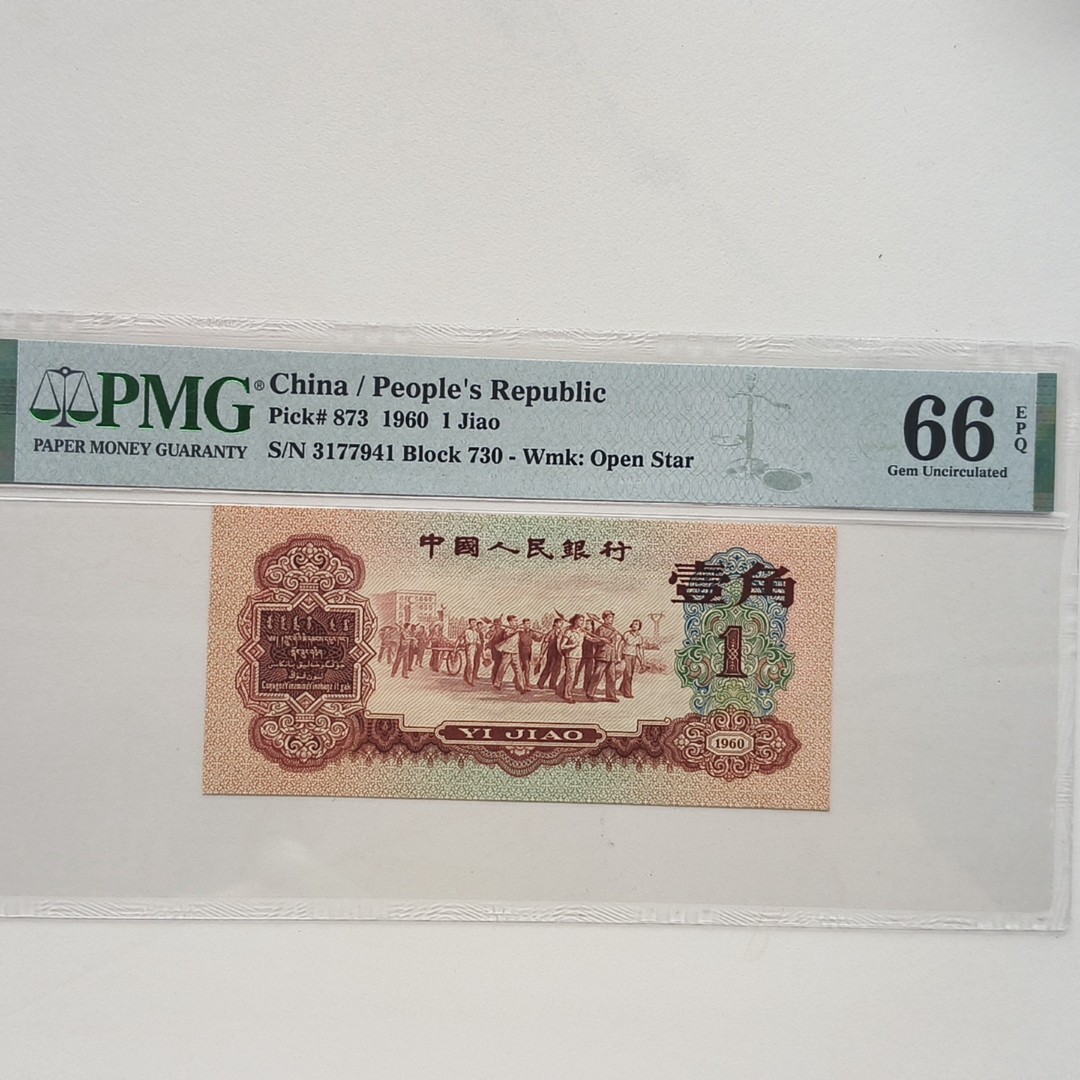 PMG®
PAPER MONEY GUARANTY
China / People's Republic
Pick# 873 1960 1 Jiao
S/N 3177941 Block 730 - Wmk: Open Star
66
EPQ
Gem Uncirculated
中國人民銀行
壹角
1
YI JIAO
1960